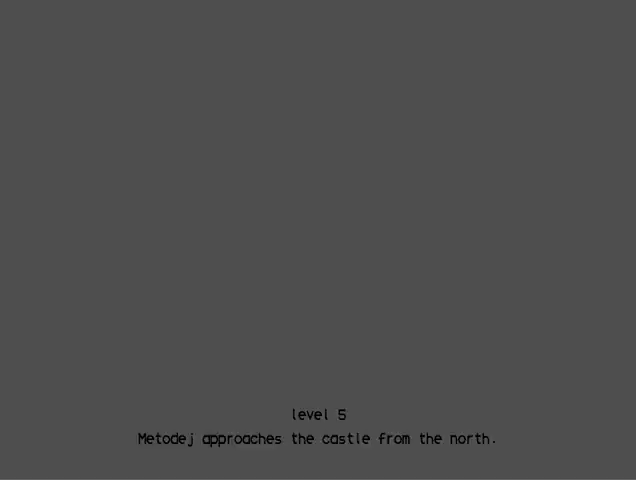 level 5
Metodej approaches the castle from the north.